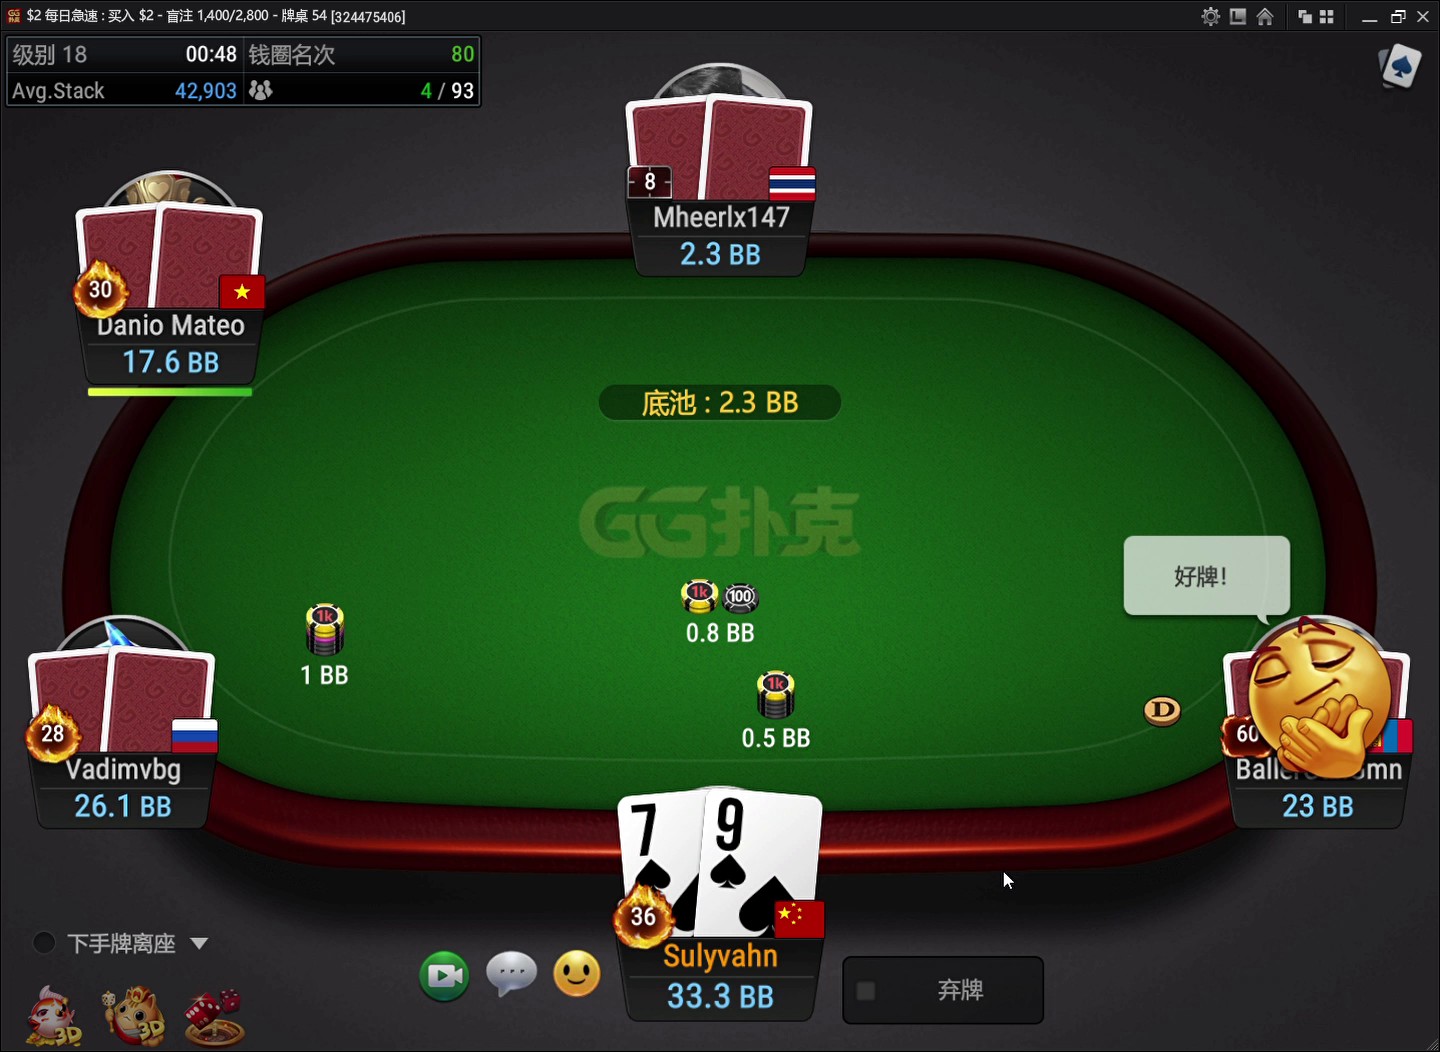 $2 每日急速 : 买入 $2 - 盲注 1,400/2,800 - 牌桌 54 [324475406]
级别 18 00:48 钱圈名次 80
Avg.Stack 42,903 4 / 93
8
Mheerlx147
2.3 BB
30
Danio Mateo
17.6 BB
底池 : 2.3 BB
GG扑克
好牌!
1k 100
0.8 BB
1k
1 BB
1k
0.5 BB
D
28
Vadimvbg
26.1 BB
60
23 BB
7 9
36
Sulyvahn
33.3 BB
下手牌离座
弃牌
3D 3D